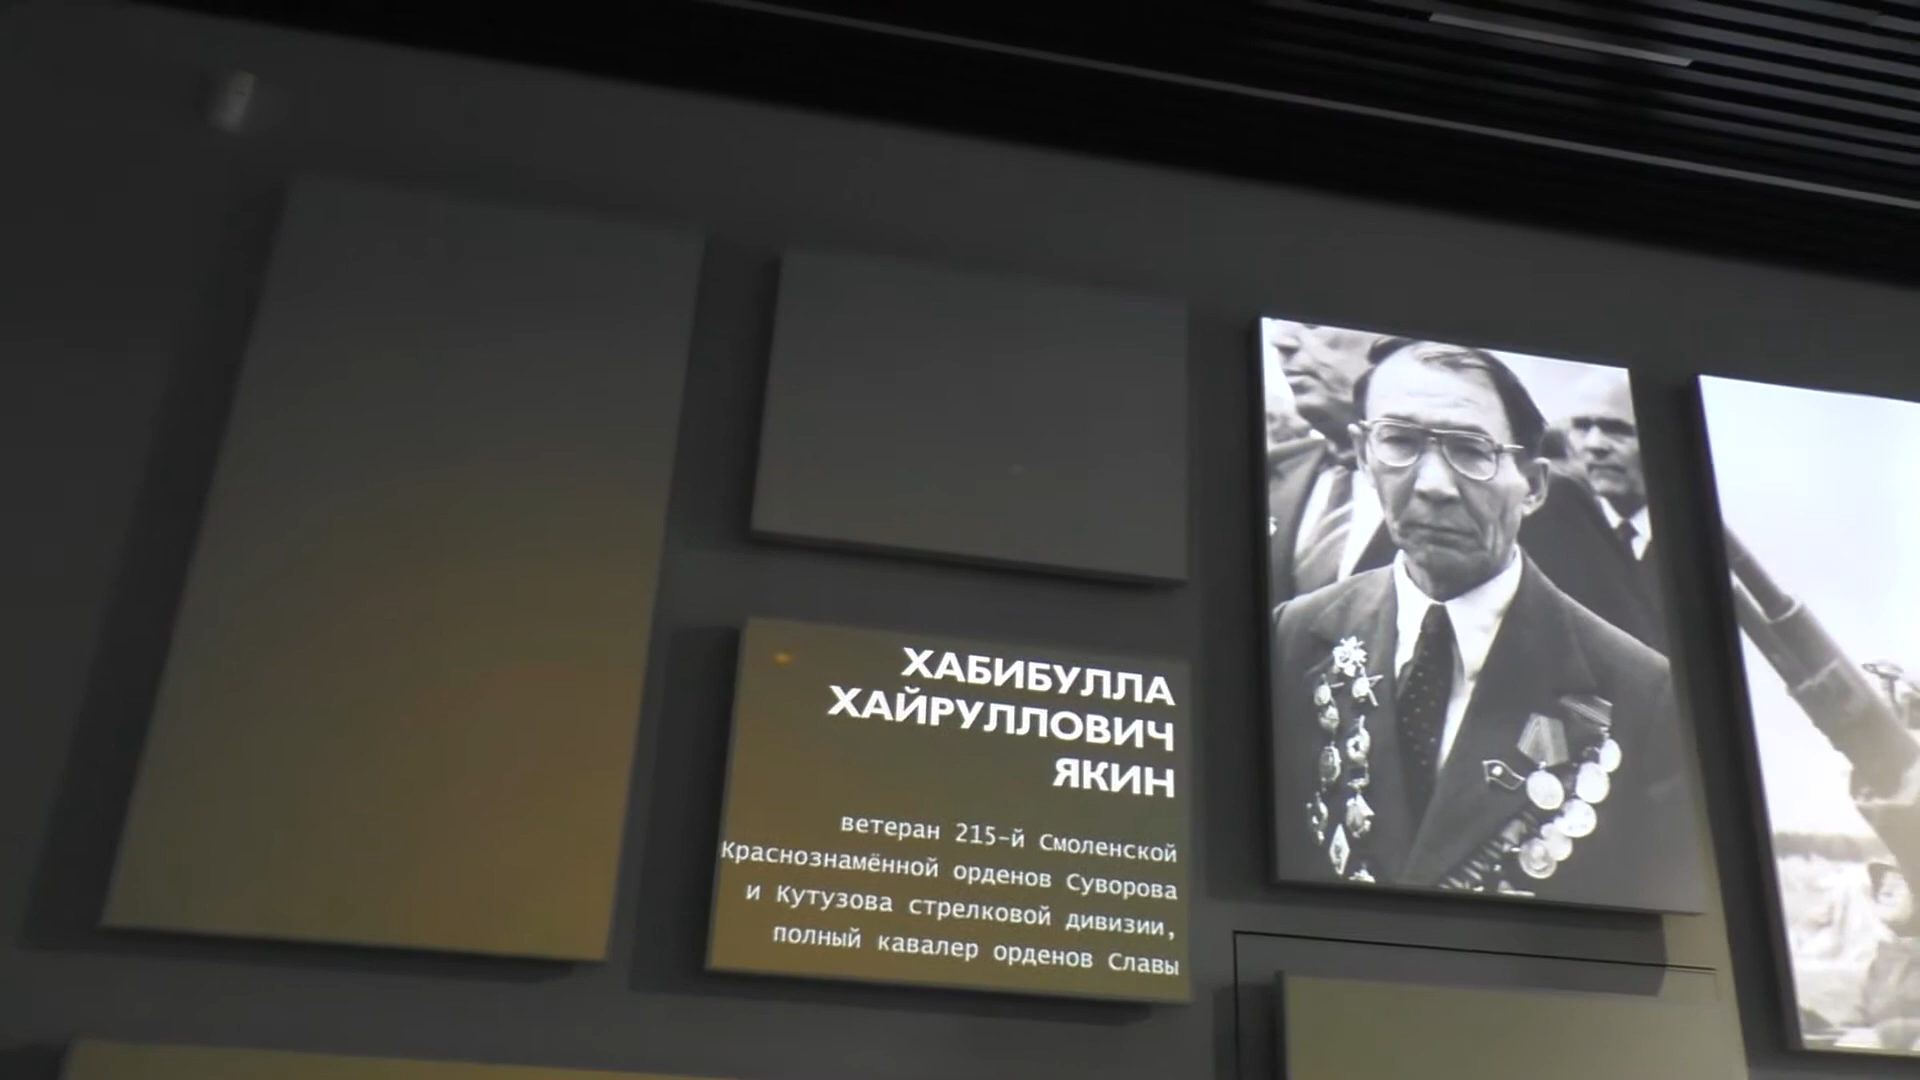 ХАБИБУЛЛА
ХАЙРУЛЛОВИЧ
ЯКИН
ветеран 215-й Смоленской
Краснознамённой орденов Суворова
и Кутузова стрелковой дивизии,
полный кавалер орденов Славы